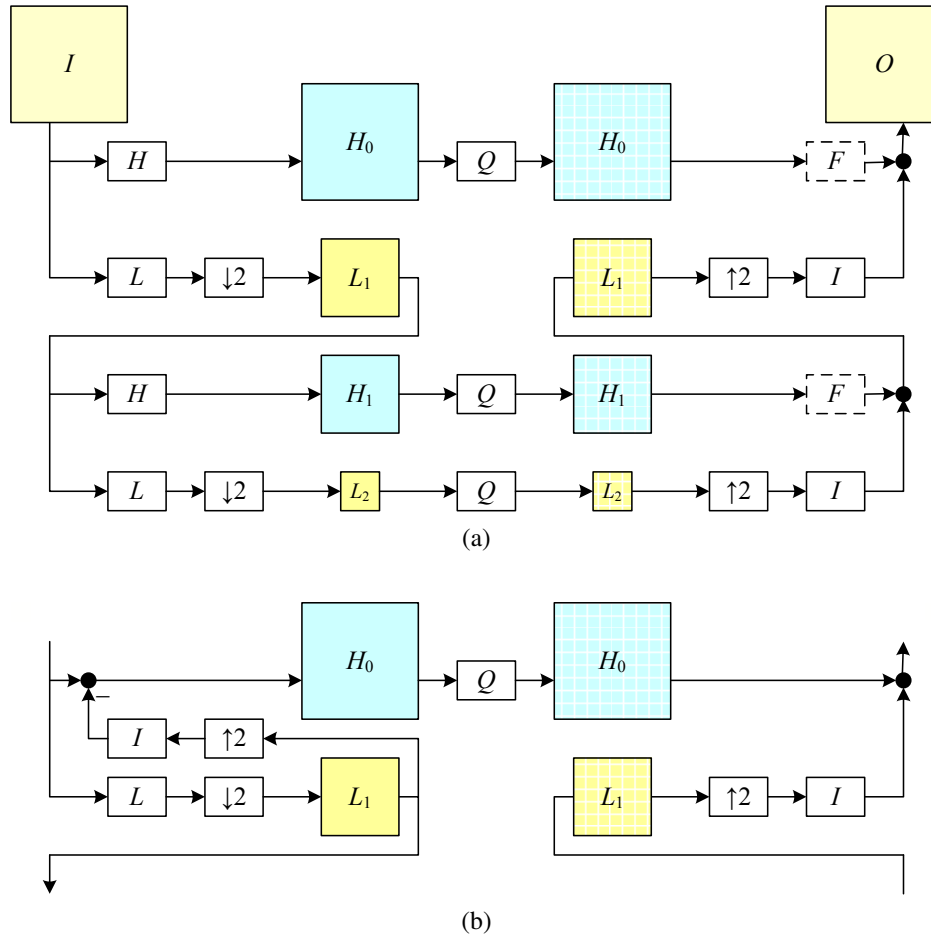 I O
H H₀ Q H₀ F
L ↓2 L₁ L₁ ↑2 I
H H₁ Q H₁ F
L ↓2 L₂ Q L₂ ↑2 I
(a)
H₀ Q H₀
–
I ↑2
L ↓2 L₁ L₁ ↑2 I
(b)